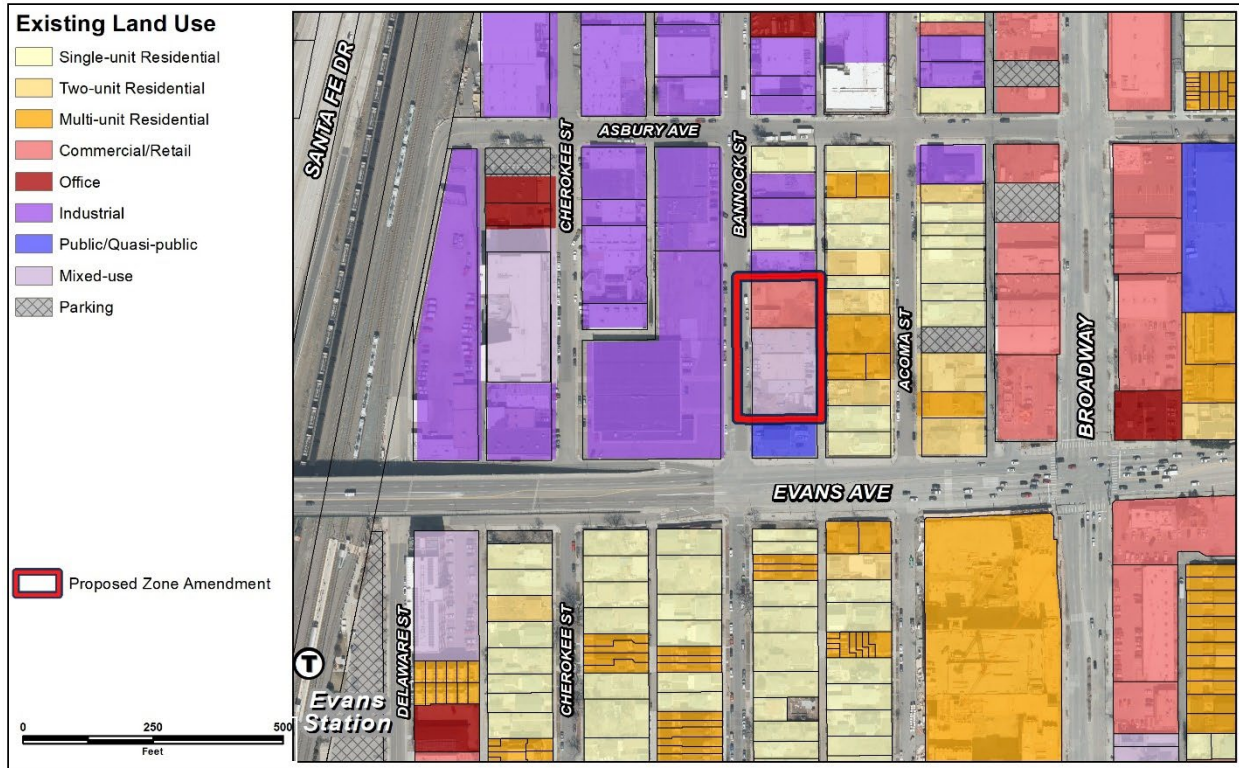 Existing Land Use
Single-unit Residential
Two-unit Residential
Multi-unit Residential
Commercial/Retail
Office
Industrial
Public/Quasi-public
Mixed-use
Parking
Proposed Zone Amendment
0 250 500
Feet
SANTA FE DR
CHEROKEE ST
ASBURY AVE
BANNOCK ST
ACOMA ST
BROADWAY
EVANS AVE
DELAWARE ST
CHEROKEE ST
T
Evans
Station